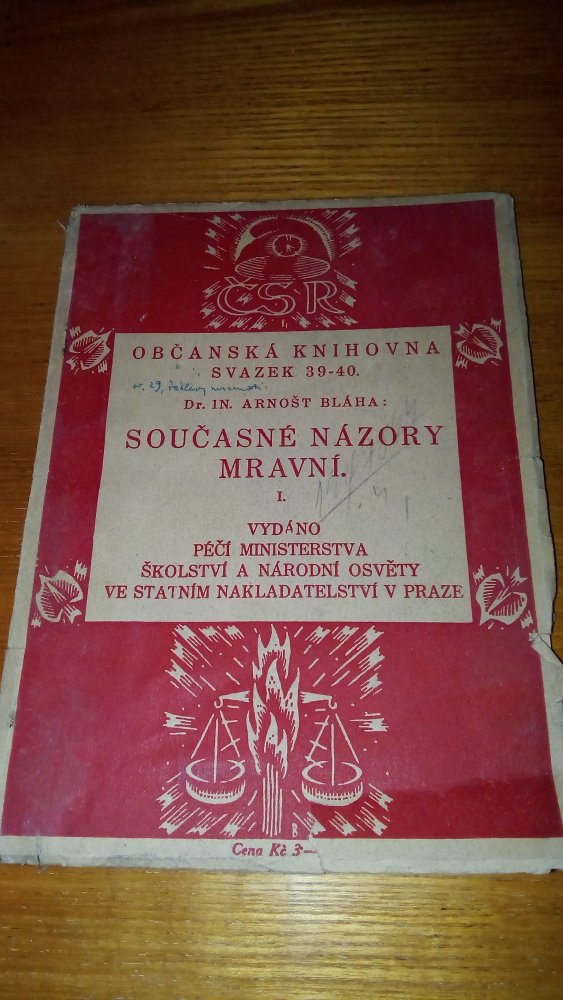 ČSR
OBČANSKÁ KNIHOVNA
SVAZEK 39-40.
Dr. IN. ARNOŠT BLÁHA:
SOUČASNÉ NÁZORY
MRAVNÍ.
I.
VYDÁNO
PÉČÍ MINISTERSTVA
ŠKOLSTVÍ A NÁRODNÍ OSVĚTY
VE STATNÍM NAKLADATELSTVÍ V PRAZE
B
Cena Kč 3—